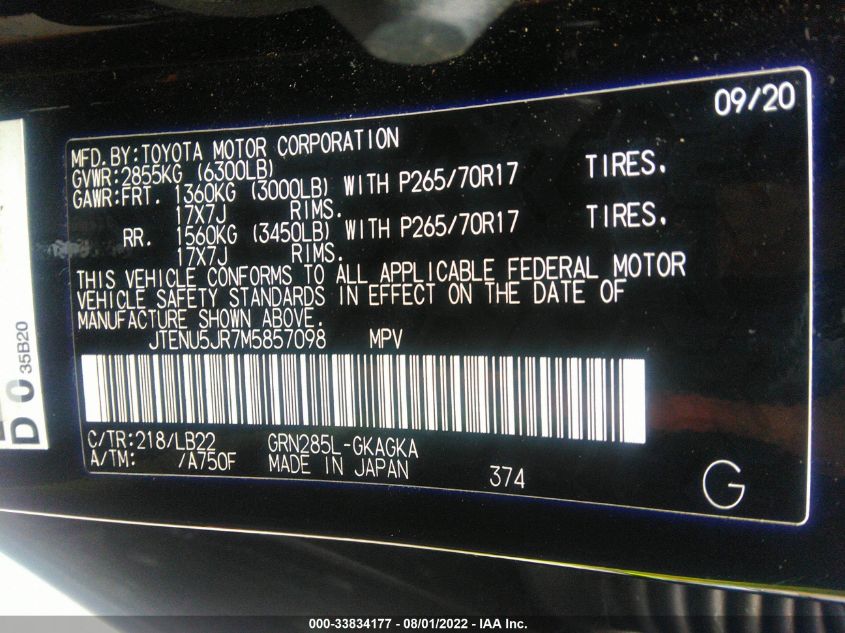 09/20
MFD.BY:TOYOTA MOTOR CORPORATION
GVWR:2855KG (6300LB)
GAWR:FRT. 1360KG (3000LB) WITH P265/70R17 TIRES.
17X7J RIMS.
RR. 1560KG (3450LB) WITH P265/70R17 TIRES.
17X7J RIMS.
THIS VEHICLE CONFORMS TO ALL APPLICABLE FEDERAL MOTOR
VEHICLE SAFETY STANDARDS IN EFFECT ON THE DATE OF
MANUFACTURE SHOWN ABOVE.
JTENU5JR7M5857098 MPV
C/TR:218/LB22 GRN285L-GKAGKA
A/TM: /A750F MADE IN JAPAN 374
G
D 0
35B20
000-33834177 - 08/01/2022 - IAA Inc.